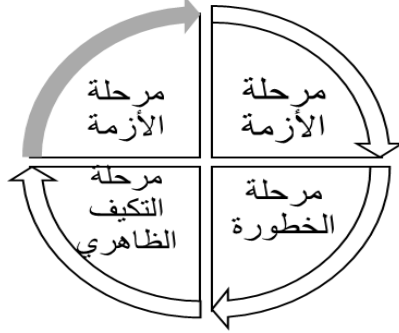 مرحلة
الأزمة
مرحلة
الأزمة
مرحلة
الخطورة
مرحلة
التكيف
الظاهري